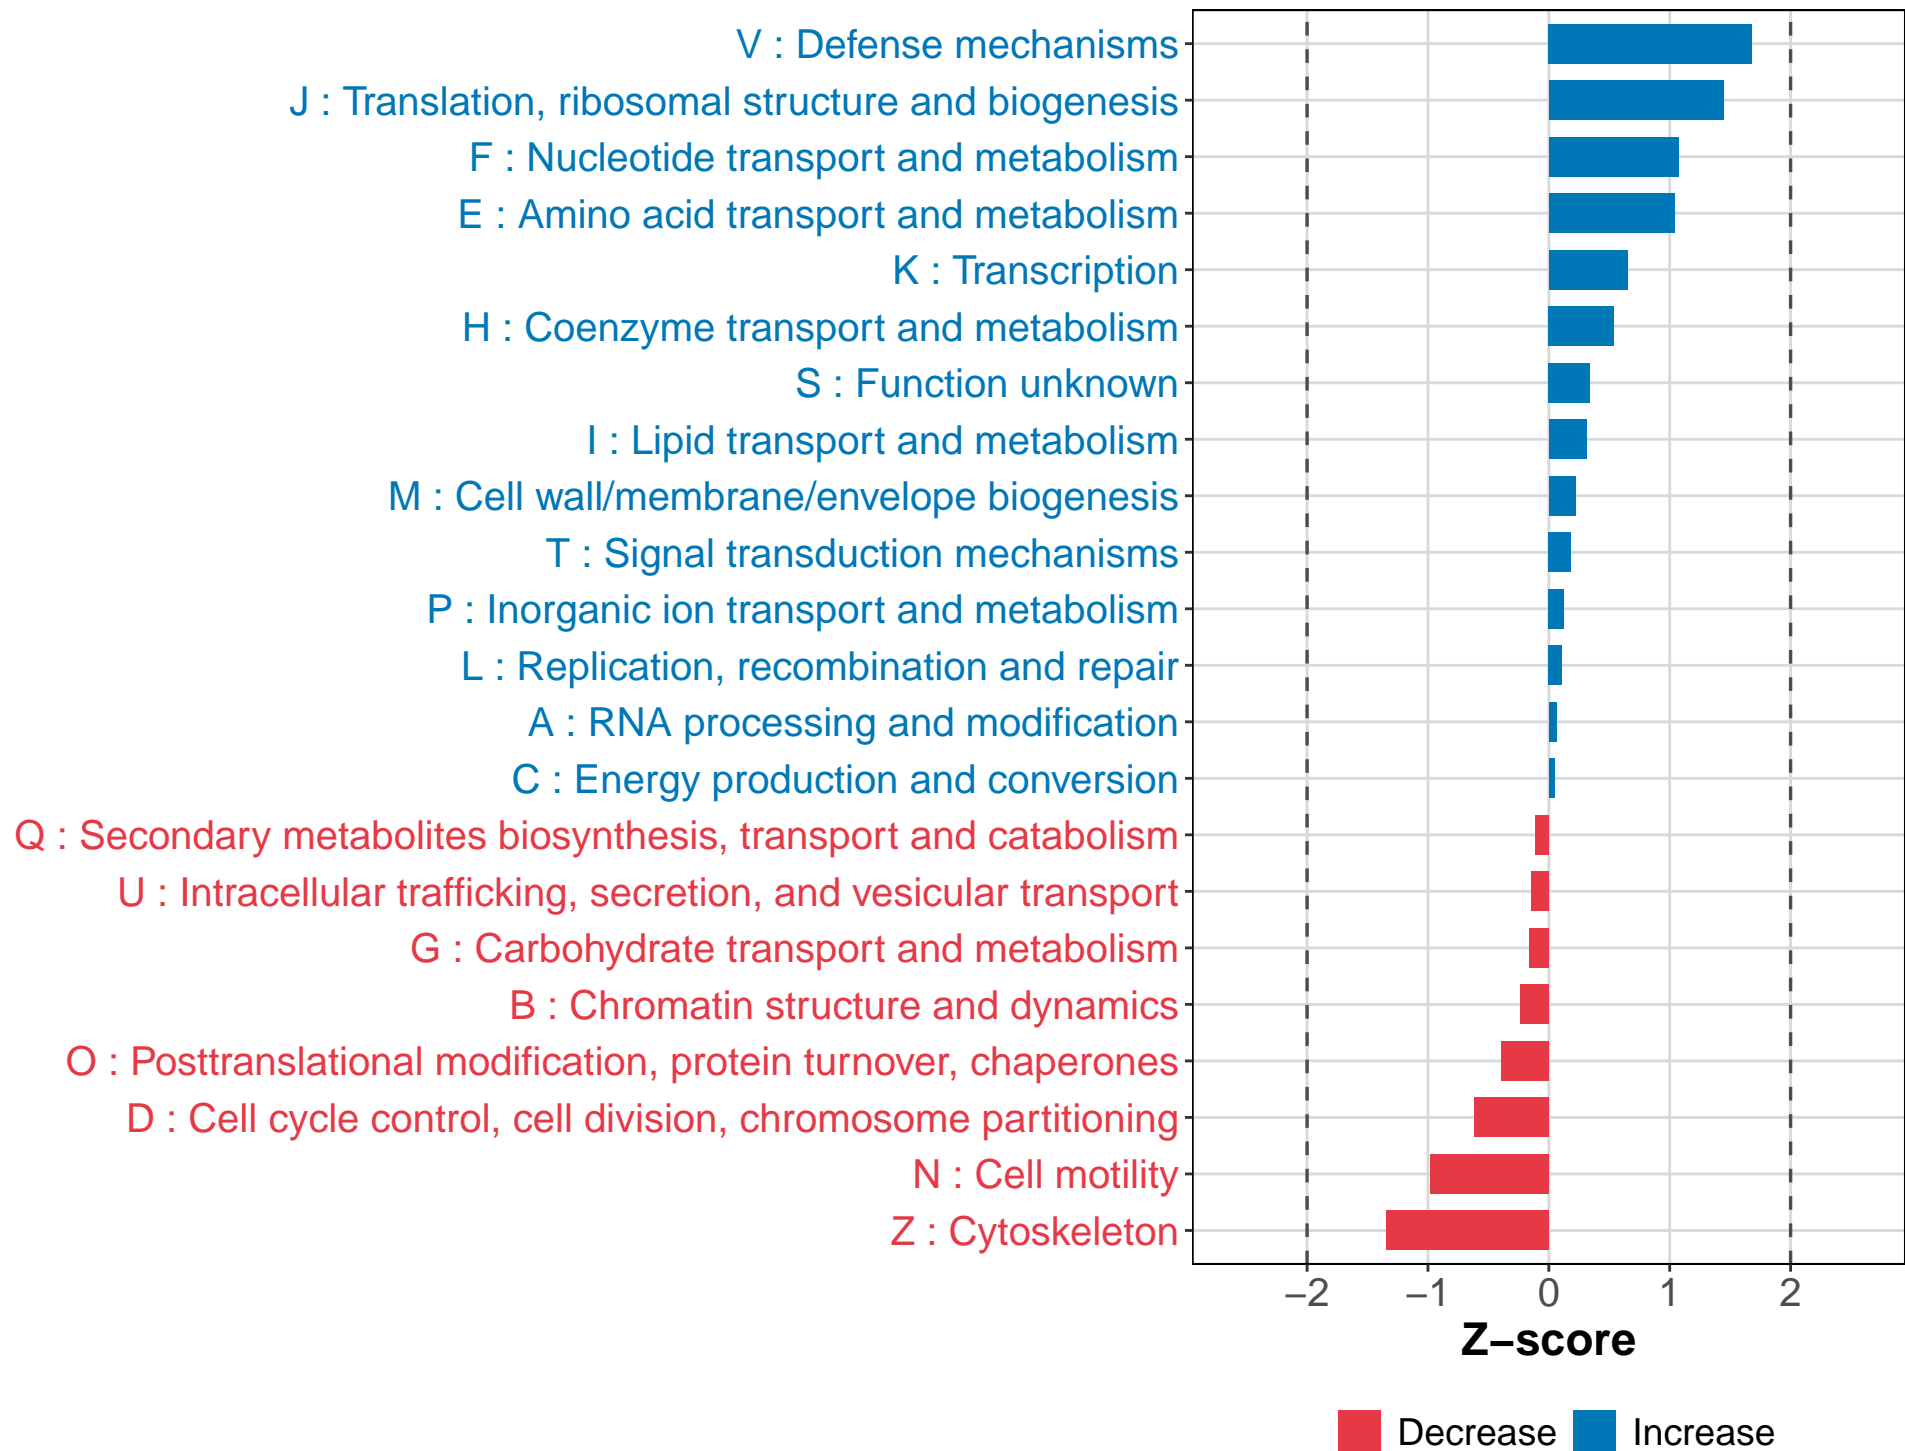 V : Defense mechanisms
J : Translation, ribosomal structure and biogenesis
F : Nucleotide transport and metabolism
E : Amino acid transport and metabolism
K : Transcription
H : Coenzyme transport and metabolism
S : Function unknown
I : Lipid transport and metabolism
M : Cell wall/membrane/envelope biogenesis
T : Signal transduction mechanisms
P : Inorganic ion transport and metabolism
L : Replication, recombination and repair
A : RNA processing and modification
C : Energy production and conversion
Q : Secondary metabolites biosynthesis, transport and catabolism
U : Intracellular trafficking, secretion, and vesicular transport
G : Carbohydrate transport and metabolism
B : Chromatin structure and dynamics
O : Posttranslational modification, protein turnover, chaperones
D : Cell cycle control, cell division, chromosome partitioning
N : Cell motility
Z : Cytoskeleton
−2 −1 0 1 2
Z−score
Decrease Increase